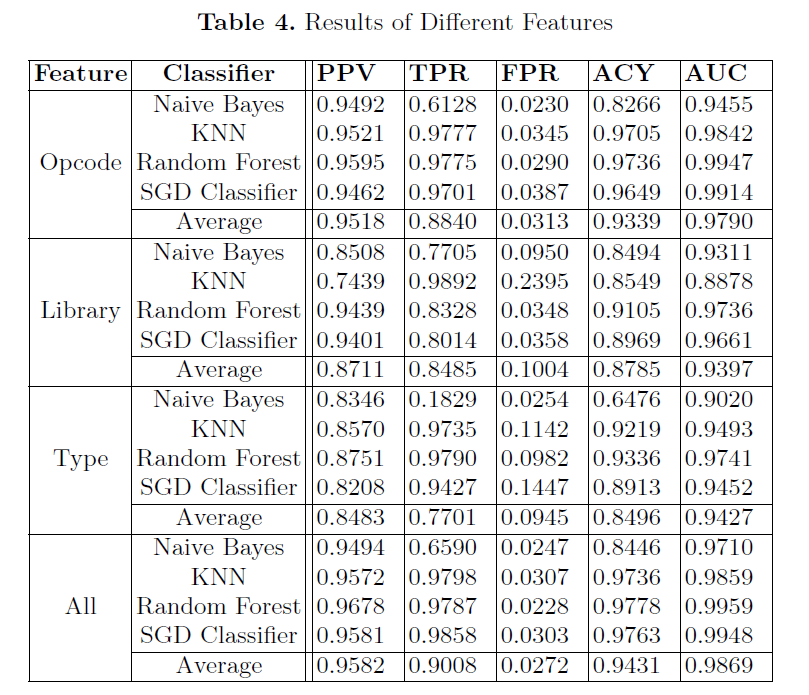 Table 4. Results of Different Features
Feature Classifier PPV TPR FPR ACY AUC
Naive Bayes 0.9492 0.6128 0.0230 0.8266 0.9455
KNN 0.9521 0.9777 0.0345 0.9705 0.9842
Opcode Random Forest 0.9595 0.9775 0.0290 0.9736 0.9947
SGD Classifier 0.9462 0.9701 0.0387 0.9649 0.9914
Average 0.9518 0.8840 0.0313 0.9339 0.9790
Naive Bayes 0.8508 0.7705 0.0950 0.8494 0.9311
KNN 0.7439 0.9892 0.2395 0.8549 0.8878
Library Random Forest 0.9439 0.8328 0.0348 0.9105 0.9736
SGD Classifier 0.9401 0.8014 0.0358 0.8969 0.9661
Average 0.8711 0.8485 0.1004 0.8785 0.9397
Naive Bayes 0.8346 0.1829 0.0254 0.6476 0.9020
KNN 0.8570 0.9735 0.1142 0.9219 0.9493
Type Random Forest 0.8751 0.9790 0.0982 0.9336 0.9741
SGD Classifier 0.8208 0.9427 0.1447 0.8913 0.9452
Average 0.8483 0.7701 0.0945 0.8496 0.9427
Naive Bayes 0.9494 0.6590 0.0247 0.8446 0.9710
KNN 0.9572 0.9798 0.0307 0.9736 0.9859
All Random Forest 0.9678 0.9787 0.0228 0.9778 0.9959
SGD Classifier 0.9581 0.9858 0.0303 0.9763 0.9948
Average 0.9582 0.9008 0.0272 0.9431 0.9869